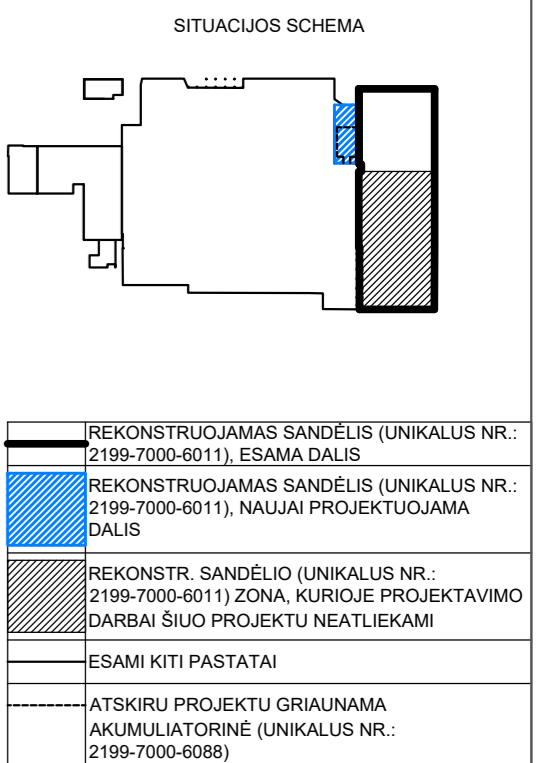 SITUACIJOS SCHEMA
REKONSTRUOJAMAS SANDĖLIS (UNIKALUS NR.:
2199-7000-6011), ESAMA DALIS
REKONSTRUOJAMAS SANDĖLIS (UNIKALUS NR.:
2199-7000-6011), NAUJAI PROJEKTUOJAMA
DALIS
REKONSTR. SANDĖLIO (UNIKALUS NR.:
2199-7000-6011) ZONA, KURIOJE PROJEKTAVIMO
DARBAI ŠIUO PROJEKTU NEATLIEKAMI
ESAMI KITI PASTATAI
ATSKIRU PROJEKTU GRIAUNAMA
AKUMULIATORINĖ (UNIKALUS NR.:
2199-7000-6088)